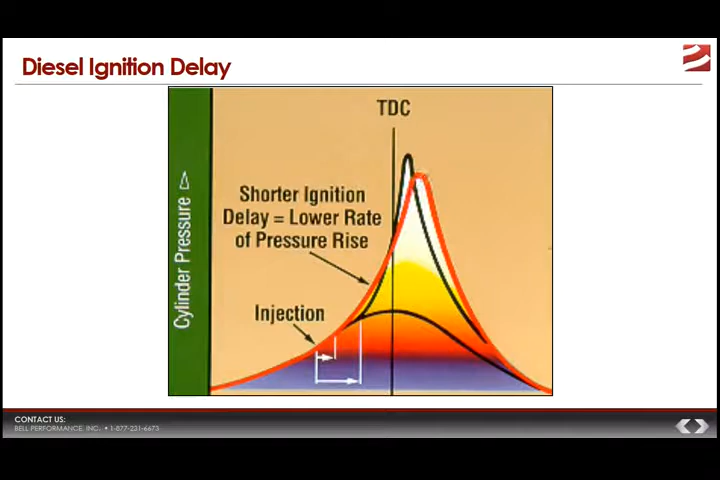 Diesel Ignition Delay
TDC
Cylinder Pressure
Shorter Ignition
Delay = Lower Rate
of Pressure Rise
Injection
CONTACT US:
BELL PERFORMANCE, INC. • 1-877-231-6673